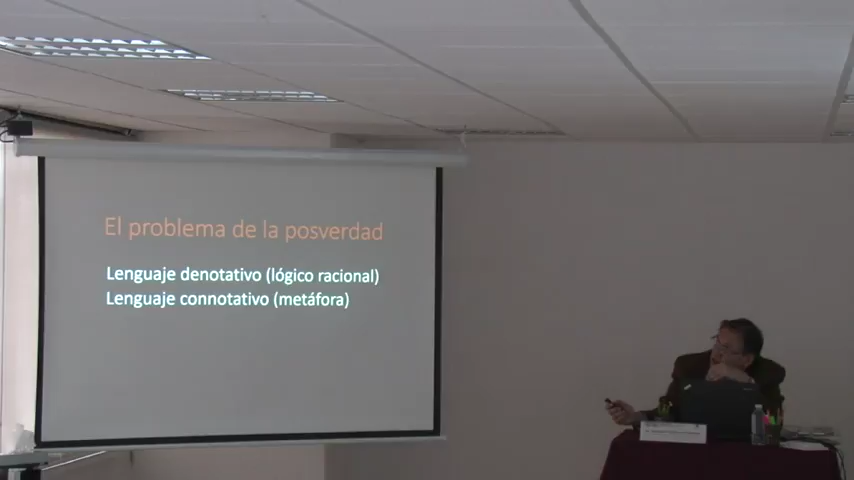 El problema de la posverdad
Lenguaje denotativo (lógico racional)
Lenguaje connotativo (metáfora)